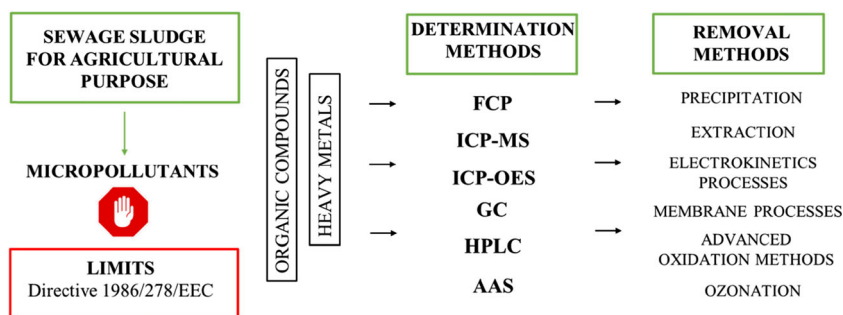 SEWAGE SLUDGE
FOR AGRICULTURAL
PURPOSE
MICROPOLLUTANTS
LIMITS
Directive 1986/278/EEC
ORGANIC COMPOUNDS
HEAVY METALS
DETERMINATION
METHODS
FCP
ICP-MS
ICP-OES
GC
HPLC
AAS
REMOVAL
METHODS
PRECIPITATION
EXTRACTION
ELECTROKINETICS
PROCESSES
MEMBRANE PROCESSES
ADVANCED
OXIDATION METHODS
OZONATION